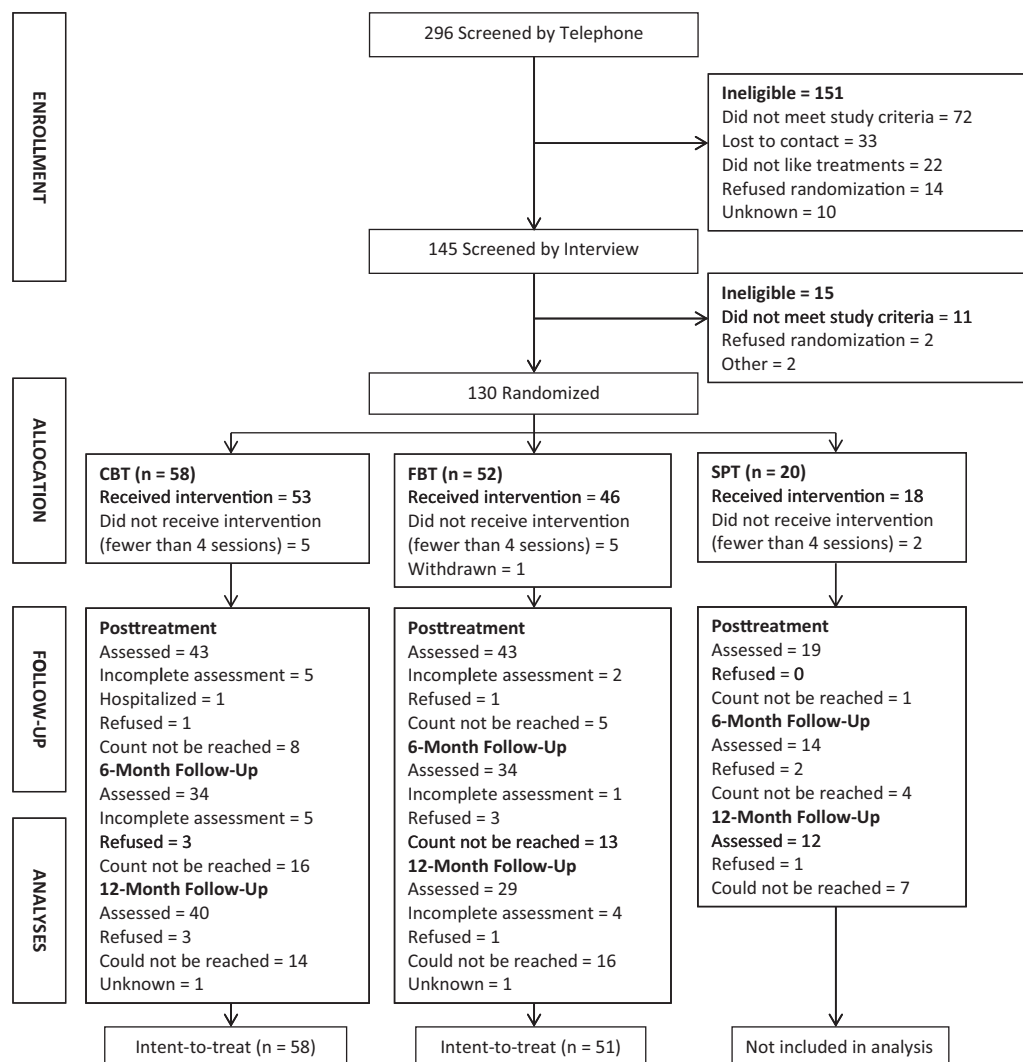 ENROLLMENT
296 Screened by Telephone
Ineligible = 151
Did not meet study criteria = 72
Lost to contact = 33
Did not like treatments = 22
Refused randomization = 14
Unknown = 10
145 Screened by Interview
Ineligible = 15
Did not meet study criteria = 11
Refused randomization = 2
Other = 2
130 Randomized
ALLOCATION
CBT (n = 58)
Received intervention = 53
Did not receive intervention
(fewer than 4 sessions) = 5
FBT (n = 52)
Received intervention = 46
Did not receive intervention
(fewer than 4 sessions) = 5
Withdrawn = 1
SPT (n = 20)
Received intervention = 18
Did not receive intervention
(fewer than 4 sessions) = 2
FOLLOW-UP
Posttreatment
Assessed = 43
Incomplete assessment = 5
Hospitalized = 1
Refused = 1
Count not be reached = 8
6-Month Follow-Up
Assessed = 34
Incomplete assessment = 5
Refused = 3
Count not be reached = 16
12-Month Follow-Up
Assessed = 40
Refused = 3
Could not be reached = 14
Unknown = 1
Posttreatment
Assessed = 43
Incomplete assessment = 2
Refused = 1
Count not be reached = 5
6-Month Follow-Up
Assessed = 34
Incomplete assessment = 1
Refused = 3
Count not be reached = 13
12-Month Follow-Up
Assessed = 29
Incomplete assessment = 4
Refused = 1
Could not be reached = 16
Unknown = 1
Posttreatment
Assessed = 19
Refused = 0
Count not be reached = 1
6-Month Follow-Up
Assessed = 14
Refused = 2
Count not be reached = 4
12-Month Follow-Up
Assessed = 12
Refused = 1
Could not be reached = 7
ANALYSES
Intent-to-treat (n = 58)
Intent-to-treat (n = 51)
Not included in analysis